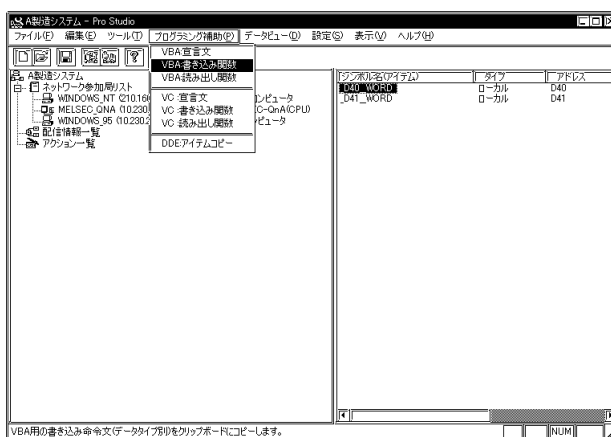 A製造システム - Pro Studio
ファイル(F) 編集(E) ツール(T) プログラミング補助(P) データビュー(D) 設定(S) 表示(V) ヘルプ(H)
VBA:宣言文
VBA:書き込み関数
VBA:読み出し関数
VC :宣言文
VC :書き込み関数
VC :読み出し関数
DDE:アイテムコピー
A製造システム
ネットワーク参加局リスト
WINDOWS_NT (210.16 ンピュータ
MELSEC_QNA (10.230 C-QnA(CPU)
WINDOWS_95 (10.230.2 ピュータ
配信情報一覧
アクション一覧
シンボル名(アイテム) タイプ アドレス
_D40_WORD ローカル D40
_D41_WORD ローカル D41
VBA用の書き込み命令文(データタイプ別)をクリップボードにコピーします。 NUM